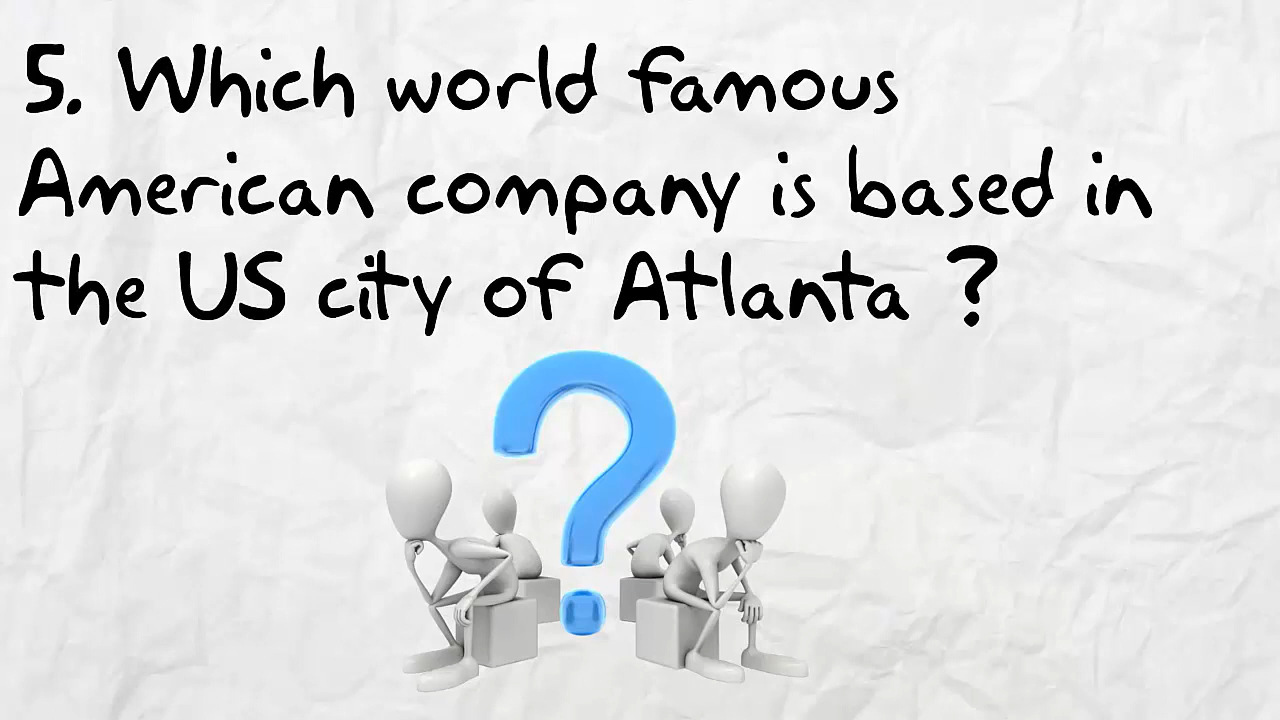 5. Which world famous
American company is based in
the US city of Atlanta ?